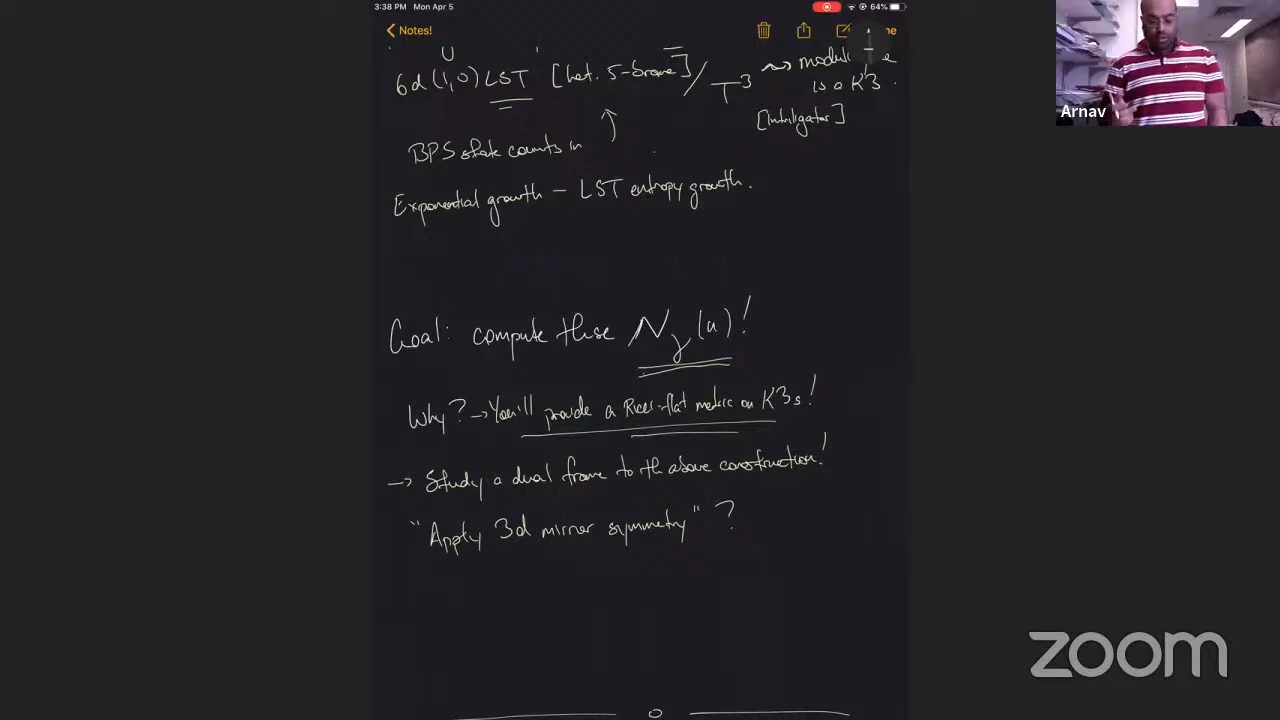 3:38 PM Mon Apr 5
64%
Notes!
6d (1,0) LST [het. 5-brane] / T³ ⇝ moduli
is a K3
[Intriligator]
BPS state counts in
Exponential growth – LST entropy growth.
Goal: compute these Nγ(u)!
Why? → You'll provide a Ricci-flat metric on K3s!
→ Study a dual frame to th above construction!
"Apply 3d mirror symmetry" ?
Arnav
zoom